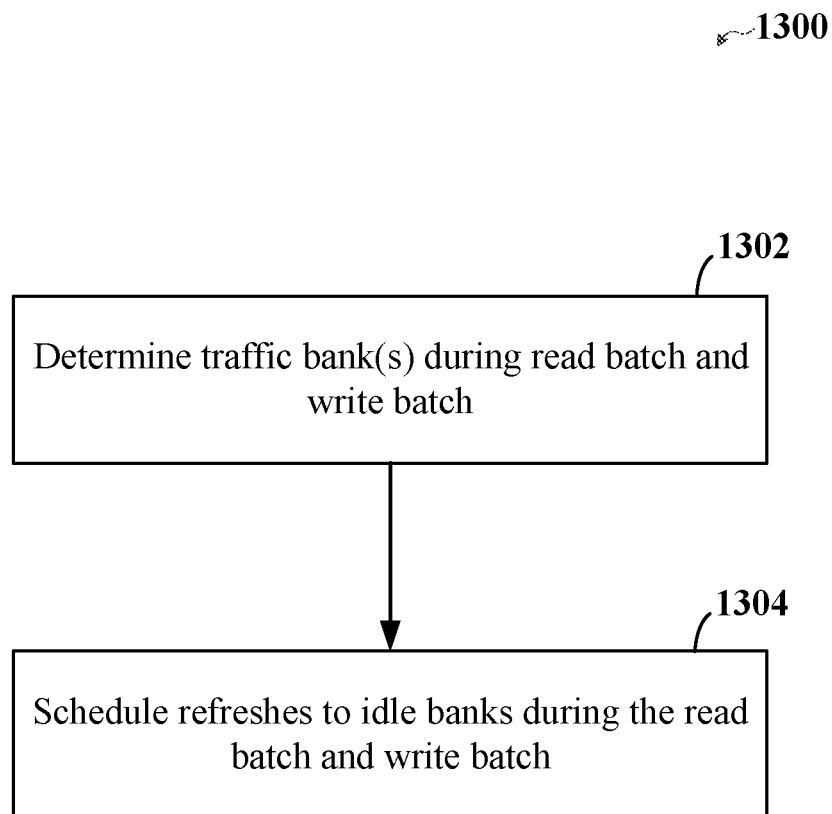 1300
1302
Determine traffic bank(s) during read batch and
write batch
1304
Schedule refreshes to idle banks during the read
batch and write batch